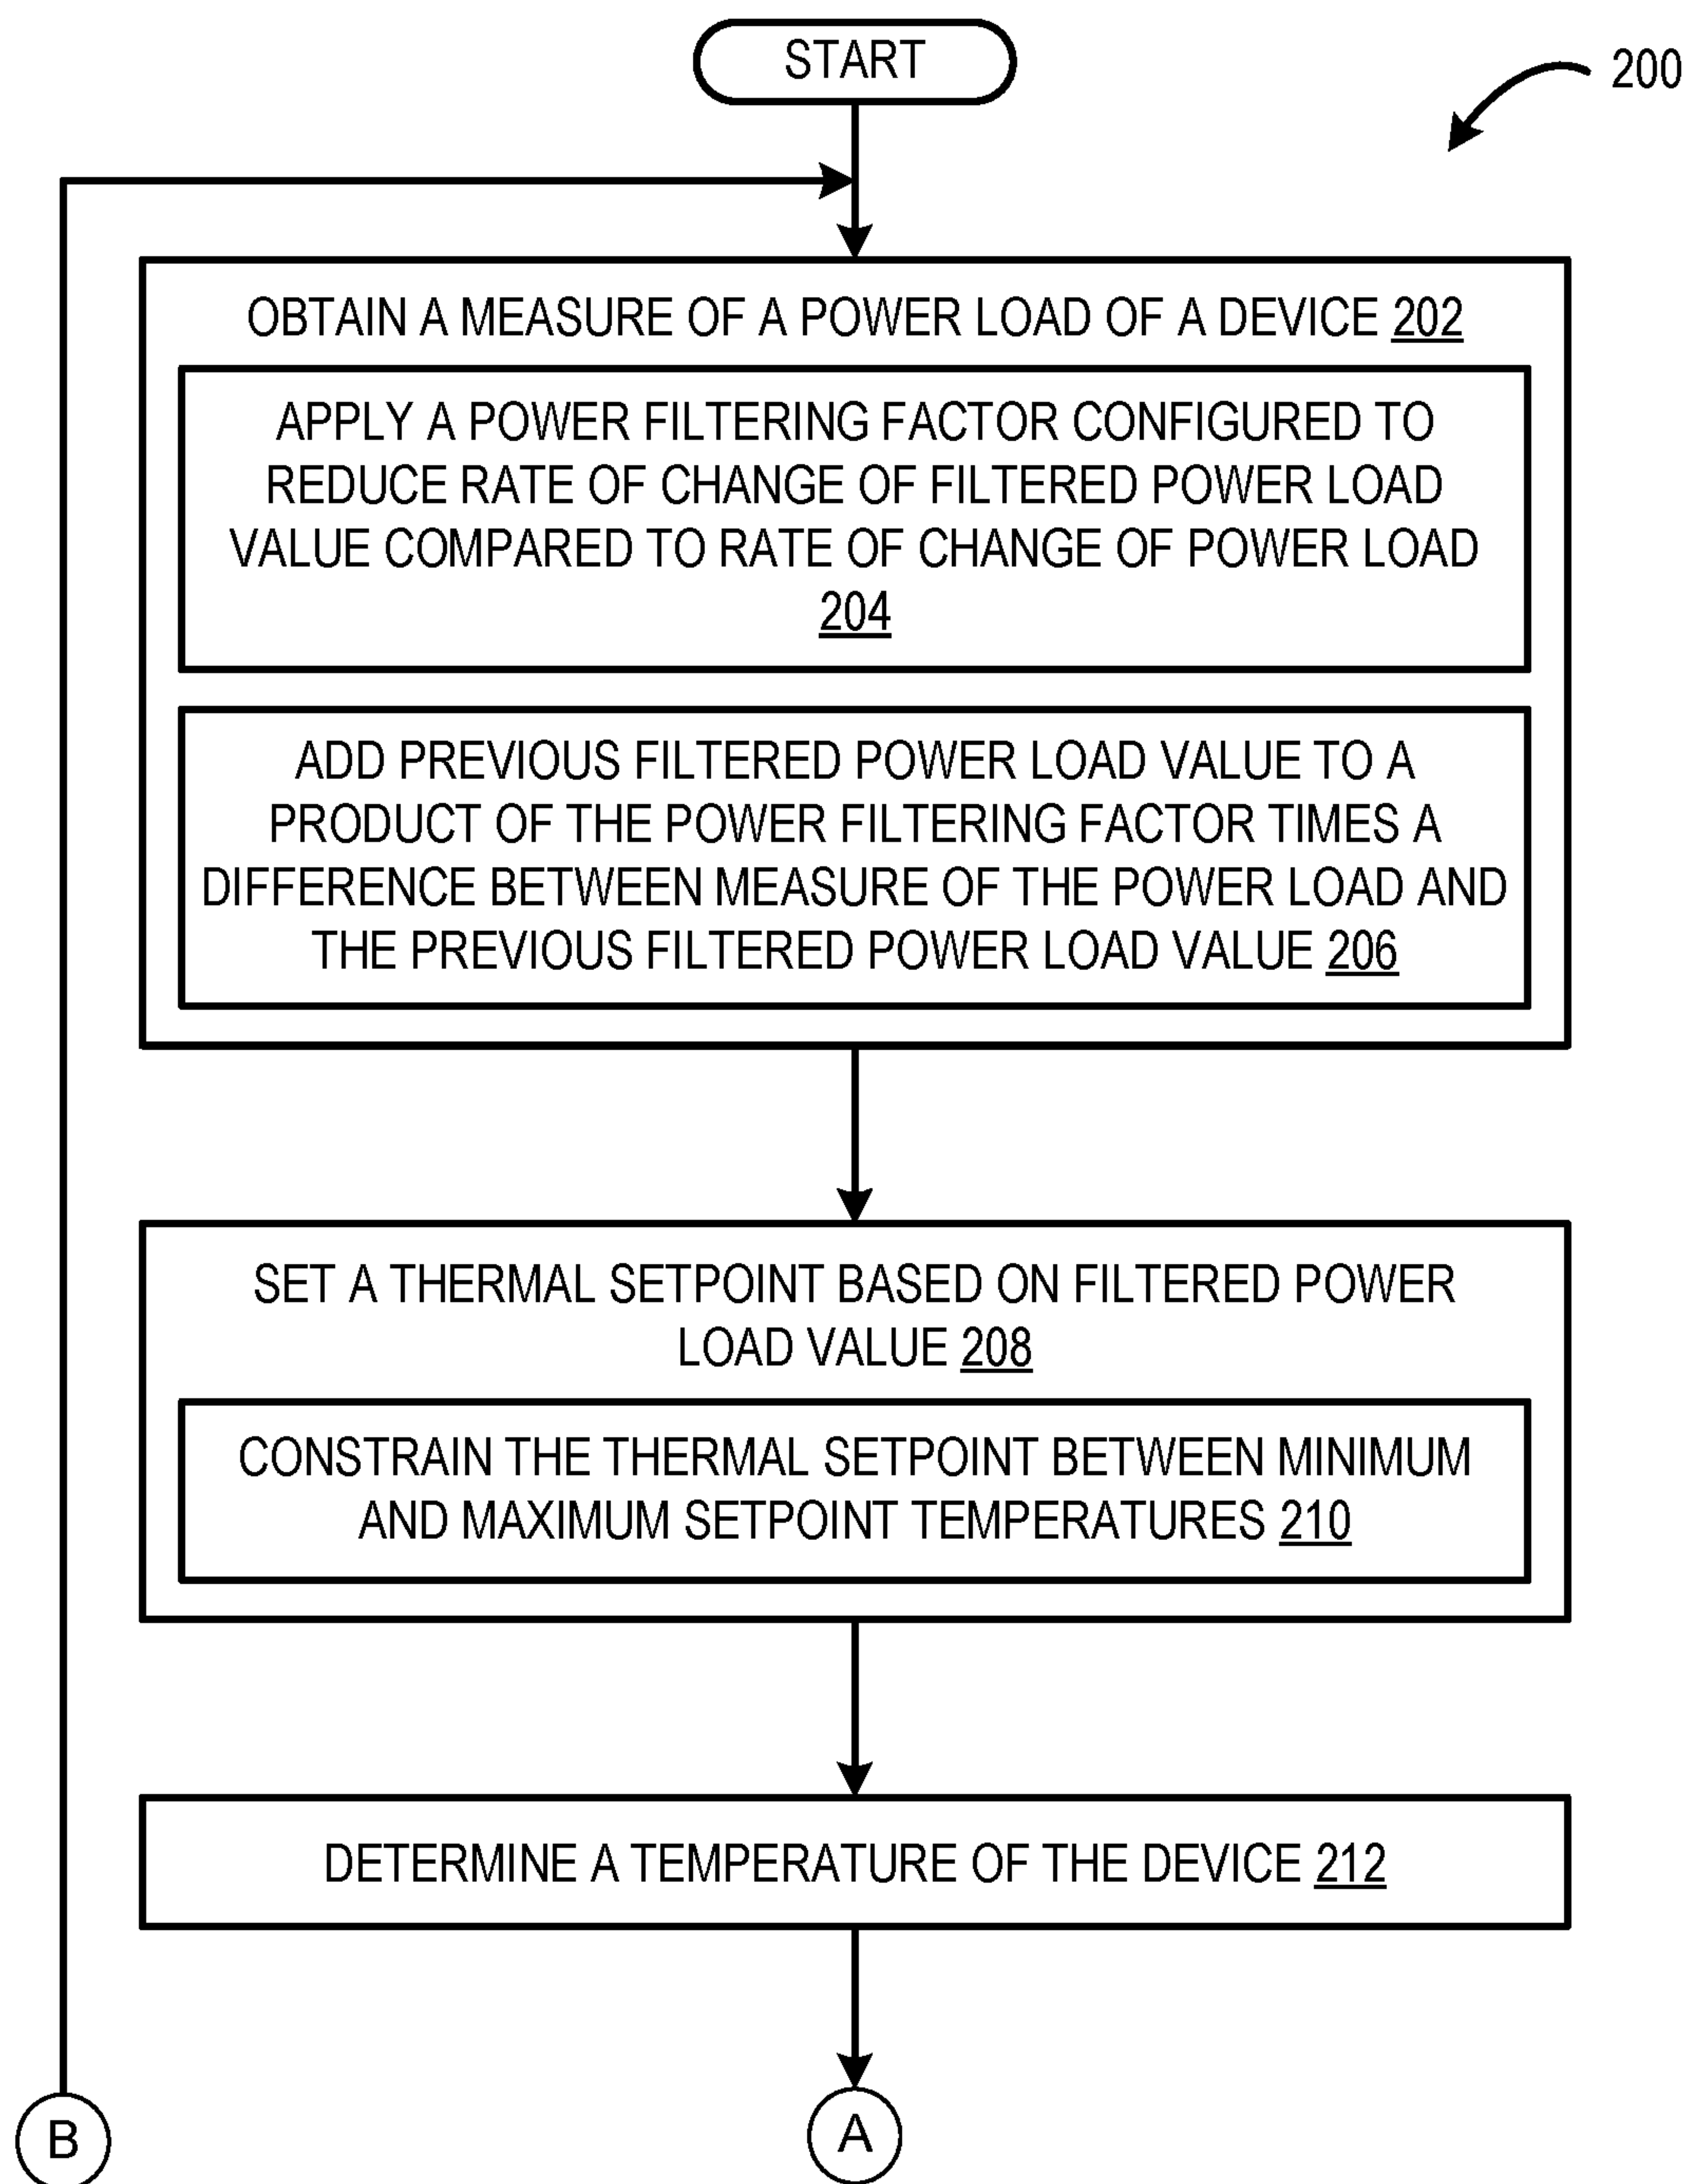 START
200
OBTAIN A MEASURE OF A POWER LOAD OF A DEVICE 202
APPLY A POWER FILTERING FACTOR CONFIGURED TO
REDUCE RATE OF CHANGE OF FILTERED POWER LOAD
VALUE COMPARED TO RATE OF CHANGE OF POWER LOAD
204
ADD PREVIOUS FILTERED POWER LOAD VALUE TO A
PRODUCT OF THE POWER FILTERING FACTOR TIMES A
DIFFERENCE BETWEEN MEASURE OF THE POWER LOAD AND
THE PREVIOUS FILTERED POWER LOAD VALUE 206
SET A THERMAL SETPOINT BASED ON FILTERED POWER
LOAD VALUE 208
CONSTRAIN THE THERMAL SETPOINT BETWEEN MINIMUM
AND MAXIMUM SETPOINT TEMPERATURES 210
DETERMINE A TEMPERATURE OF THE DEVICE 212
B
A